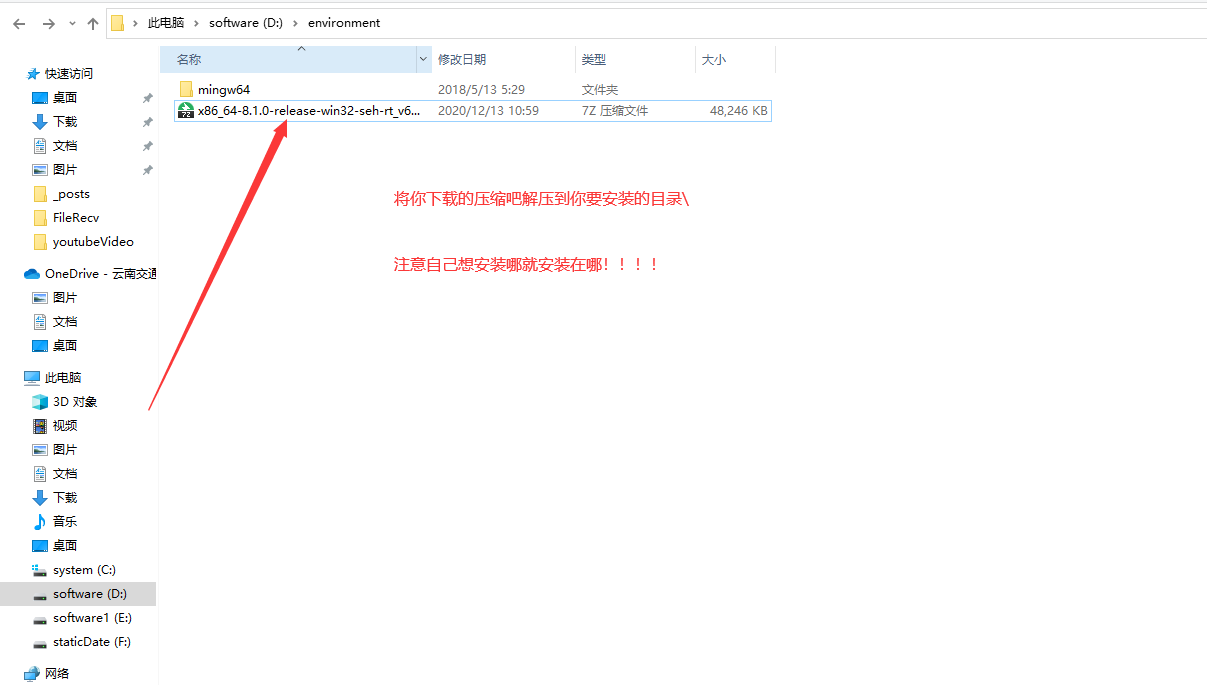 此电脑 > software (D:) > environment
名称 修改日期 类型 大小
mingw64 2018/5/13 5:29 文件夹
x86_64-8.1.0-release-win32-seh-rt_v6... 2020/12/13 10:59 7Z 压缩文件 48,246 KB
将你下载的压缩吧解压到你要安装的目录\
注意自己想安装哪就安装在哪！！！！
快速访问
桌面
下载
文档
图片
_posts
FileRecv
youtubeVideo
OneDrive - 云南交通
图片
文档
桌面
此电脑
3D 对象
视频
图片
文档
下载
音乐
桌面
system (C:)
software (D:)
software1 (E:)
staticDate (F:)
网络